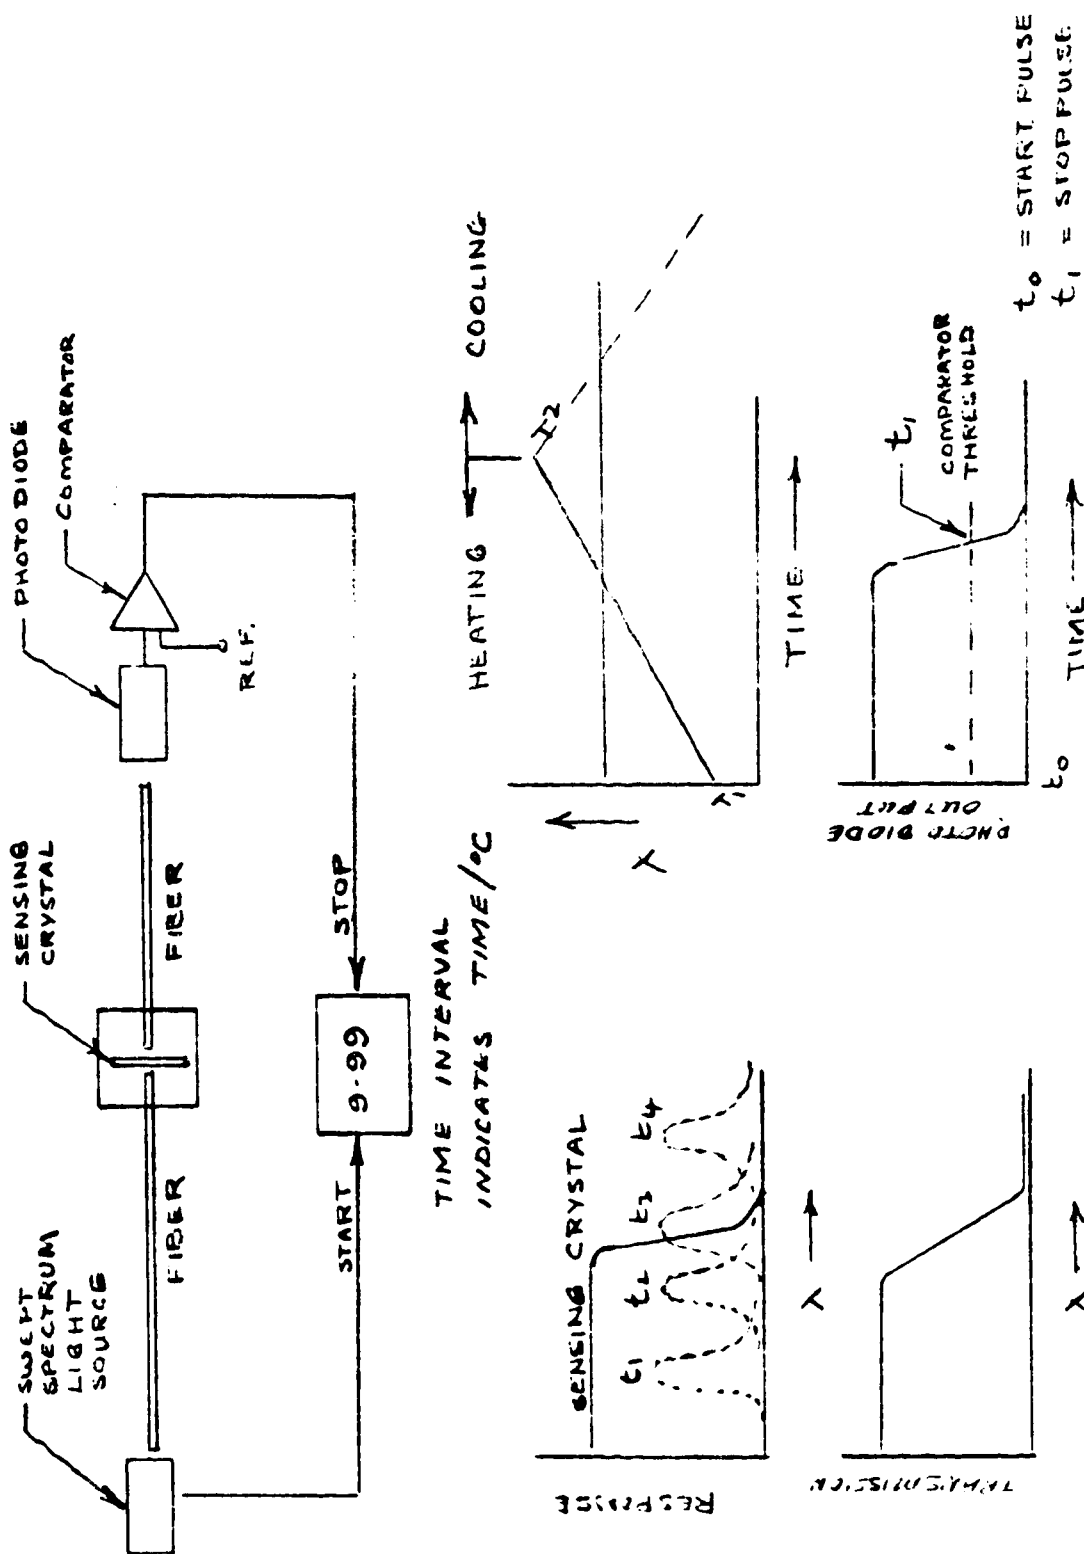 SWEPT
SPECTRUM
LIGHT
SOURCE
FIBER
SENSING
CRYSTAL
FIBER
PHOTO DIODE
COMPARATOR
REF.
START
9.99
STOP
TIME INTERVAL
INDICATES TIME/°C
RESPONSE
SENSING CRYSTAL
t1
t2
t3
t4
λ
TRANSMISSION
λ
HEATING
COOLING
λ
T1
T2
TIME
PHOTO DIODE
OUTPUT
t1
COMPARATOR
THRESHOLD
t0
TIME
t0 = START PULSE
t1 = STOP PULSE